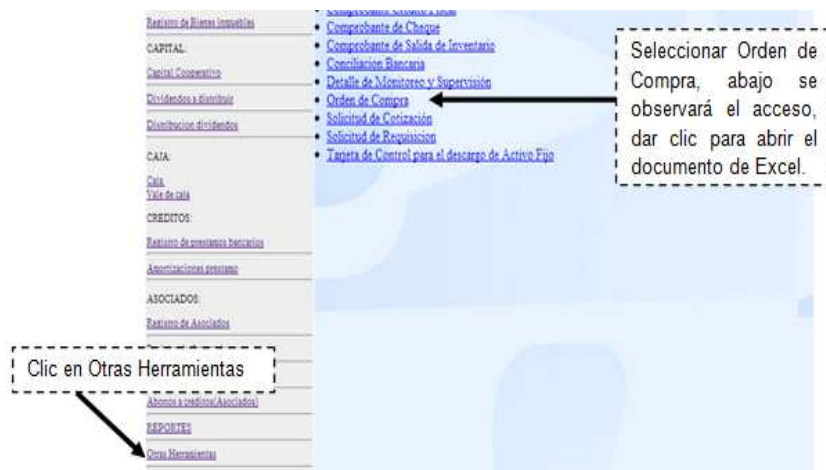 Registro de Bienes inmuebles
CAPITAL:
Capital Cooperativo
Dividendos a distribuir
Distribucion dividendos
CAJA:
Caja
Vale de caja
CREDITOS:
Registro de prestamos bancarios
Amortizaciones prestamo
ASOCIADOS:
Registro de Asociados
Abonos a creditos(Asociados)
REPORTES
Otras Herramientas
Comprobante Credito Fiscal
Comprobante de Cheque
Comprobante de Salida de Inventario
Conciliacion Bancaria
Detalle de Monitoreo y Supervisión
Orden de Compra
Solicitud de Cotización
Solicitud de Requisicion
Tarjeta de Control para el descargo de Activo Fijo
Seleccionar Orden de
Compra, abajo se
observará el acceso,
dar clic para abrir el
documento de Excel.
Clic en Otras Herramientas